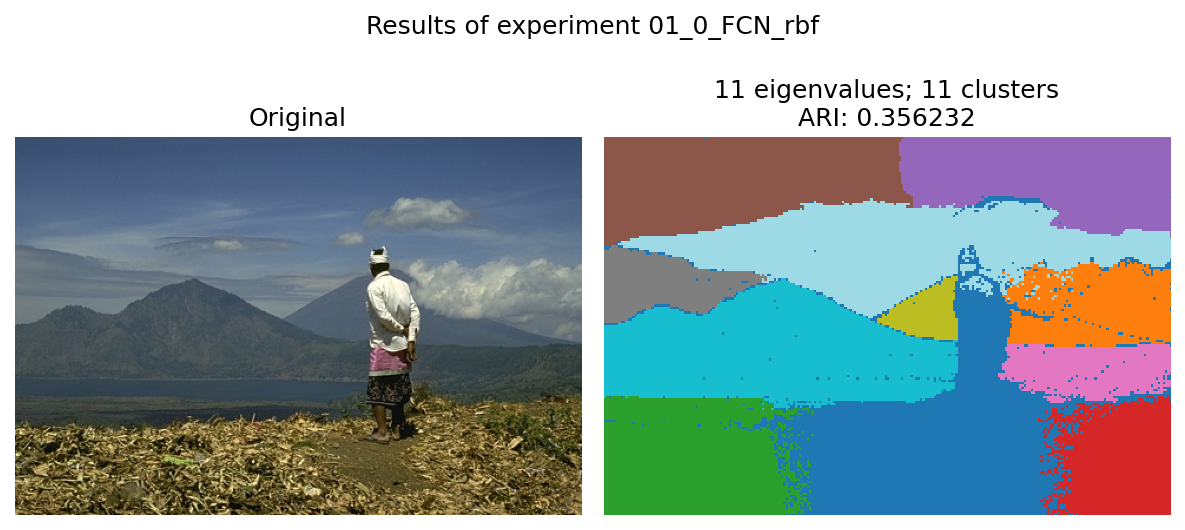 Results of experiment 01_0_FCN_rbf
Original
11 eigenvalues; 11 clusters
ARI: 0.356232